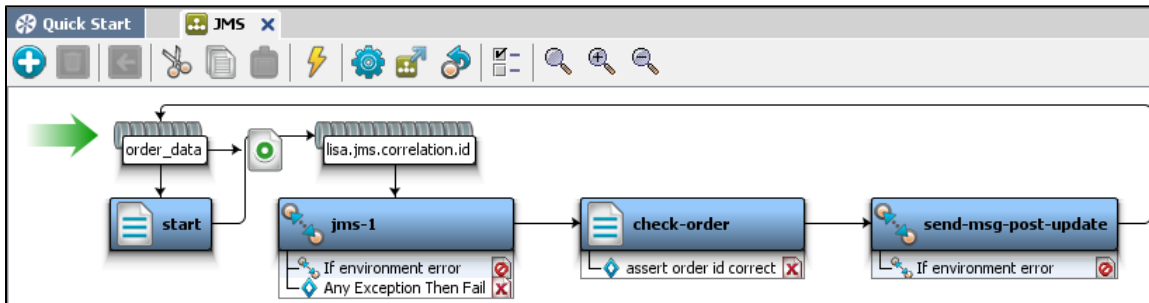 Quick Start
JMS
order_data
lisa.jms.correlation.id
start
jms-1
check-order
send-msg-post-update
If environment error
assert order id correct
If environment error
Any Exception Then Fail